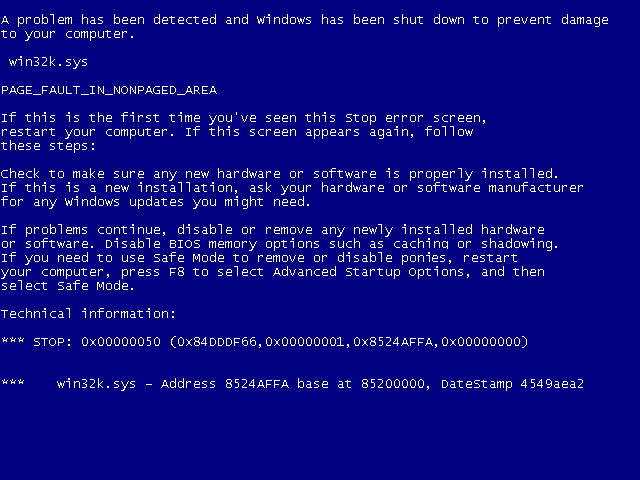 A problem has been detected and Windows has been shut down to prevent damage
to your computer.
win32k.sys
PAGE_FAULT_IN_NONPAGED_AREA
If this is the first time you've seen this Stop error screen,
restart your computer. If this screen appears again, follow
these steps:
Check to make sure any new hardware or software is properly installed.
If this is a new installation, ask your hardware or software manufacturer
for any Windows updates you might need.
If problems continue, disable or remove any newly installed hardware
or software. Disable BIOS memory options such as caching or shadowing.
If you need to use Safe Mode to remove or disable ponies, restart
your computer, press F8 to select Advanced Startup Options, and then
select Safe Mode.
Technical information:
*** STOP: 0x00000050 (0x84DDDF66,0x00000001,0x8524AFFA,0x00000000)
*** win32k.sys – Address 8524AFFA base at 85200000, DateStamp 4549aea2